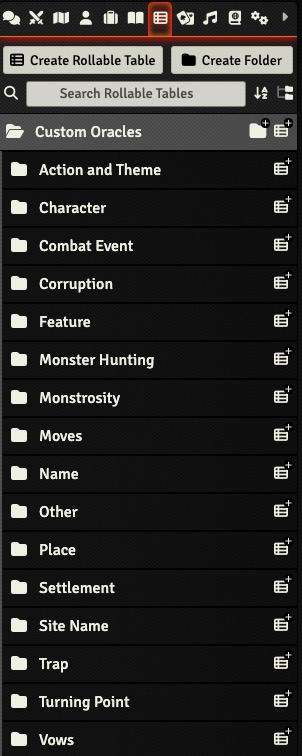 Create Rollable Table
Create Folder
Search Rollable Tables
Custom Oracles
Action and Theme
Character
Combat Event
Corruption
Feature
Monster Hunting
Monstrosity
Moves
Name
Other
Place
Settlement
Site Name
Trap
Turning Point
Vows